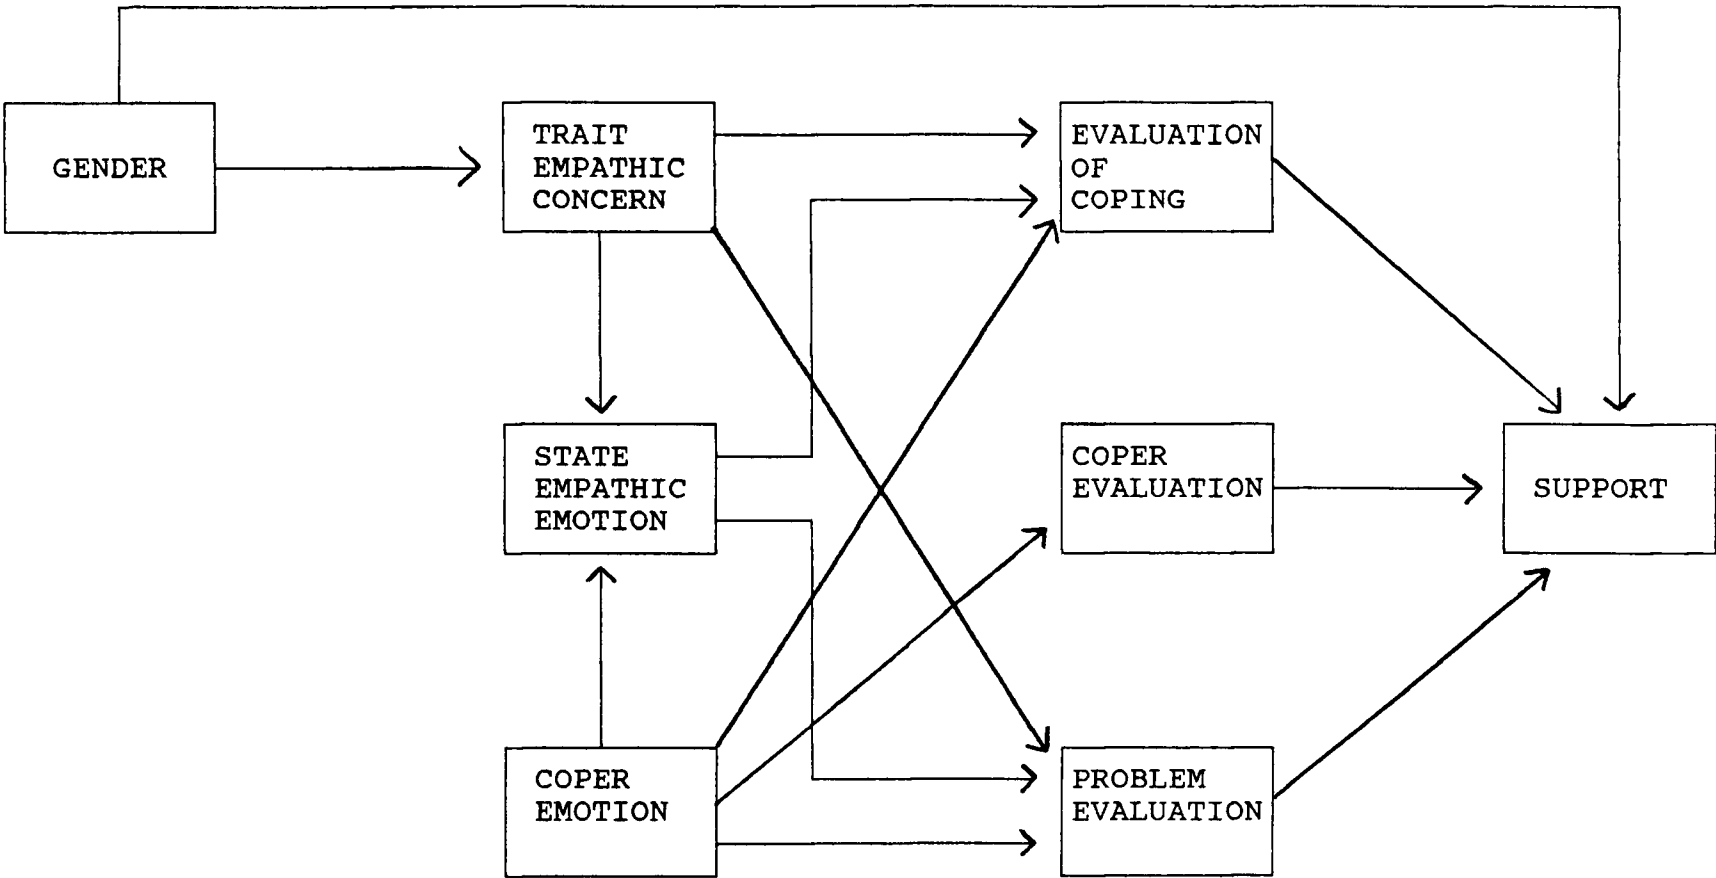 GENDER
TRAIT
EMPATHIC
CONCERN
EVALUATION
OF
COPING
STATE
EMPATHIC
EMOTION
COPER
EVALUATION
SUPPORT
COPER
EMOTION
PROBLEM
EVALUATION